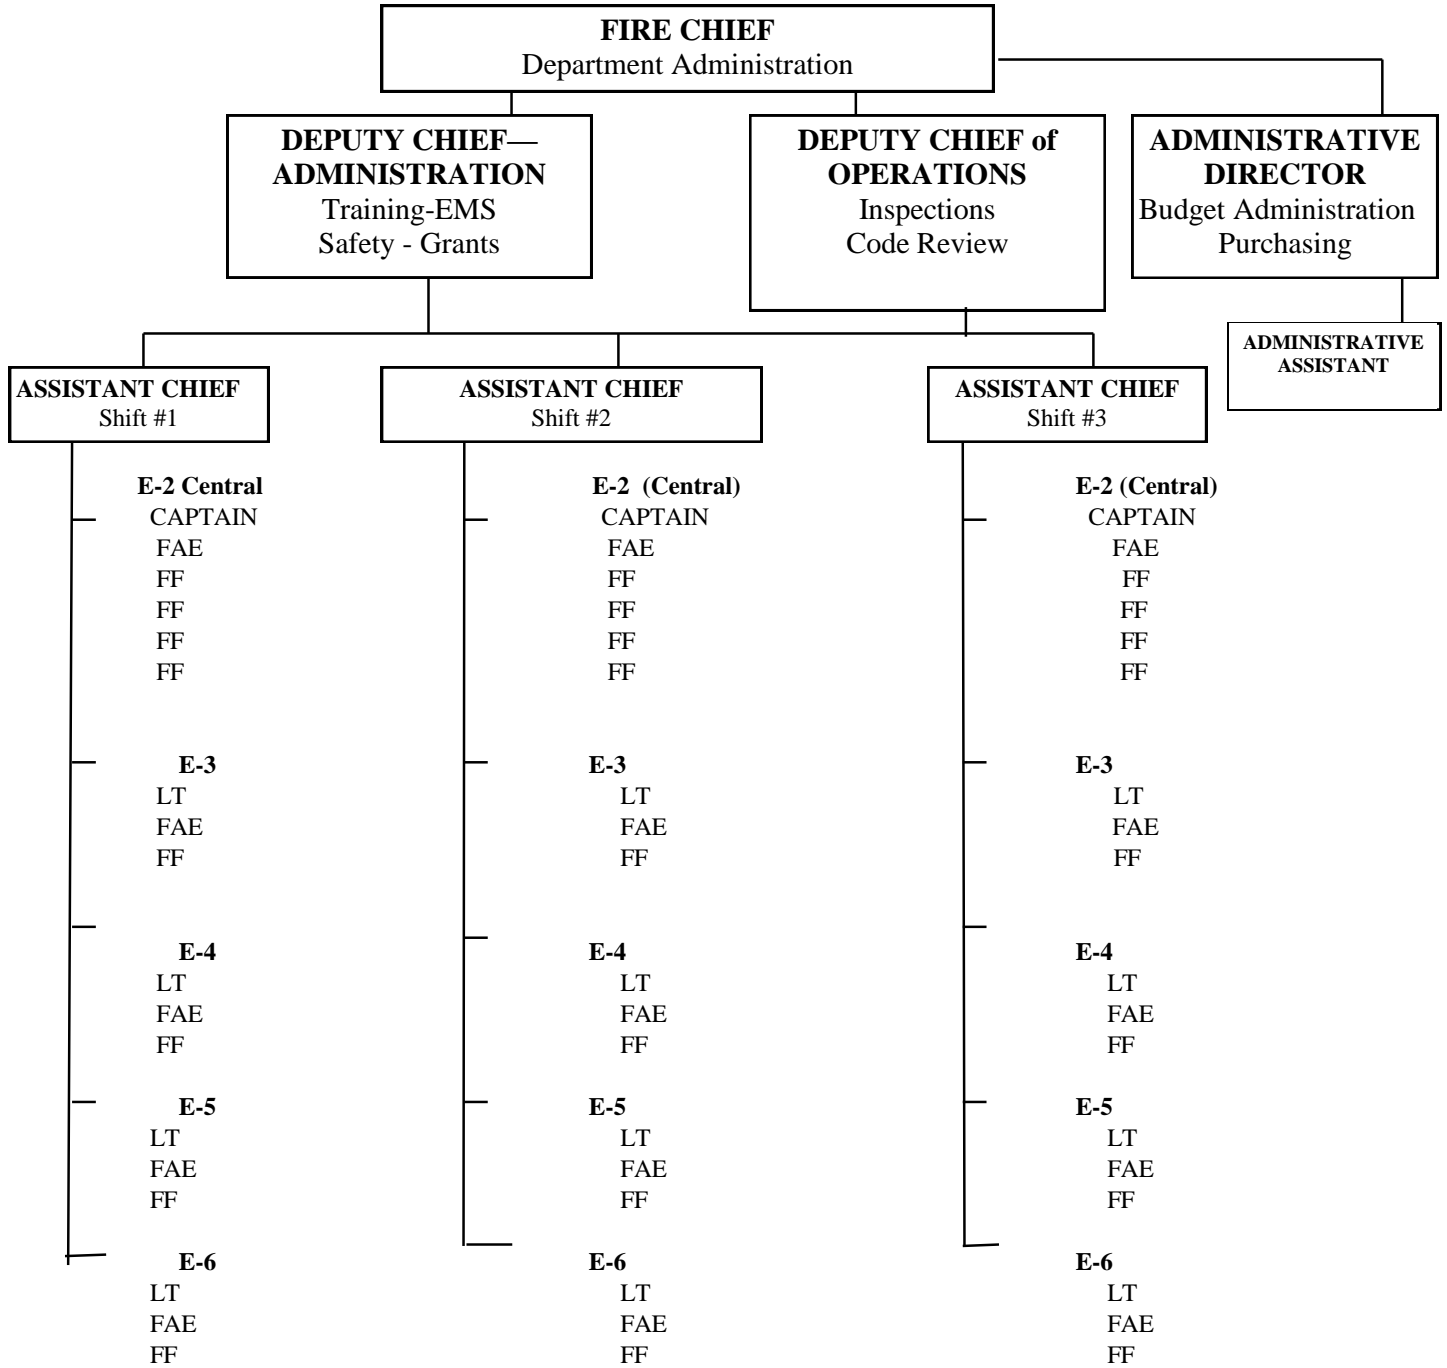 FIRE CHIEF
Department Administration
DEPUTY CHIEF—
ADMINISTRATION
Training-EMS
Safety - Grants
DEPUTY CHIEF of
OPERATIONS
Inspections
Code Review
ADMINISTRATIVE
DIRECTOR
Budget Administration
Purchasing
ADMINISTRATIVE
ASSISTANT
ASSISTANT CHIEF
Shift #1
E-2 Central
CAPTAIN
FAE
FF
FF
FF
FF
E-3
LT
FAE
FF
E-4
LT
FAE
FF
E-5
LT
FAE
FF
E-6
LT
FAE
FF
ASSISTANT CHIEF
Shift #2
E-2 (Central)
CAPTAIN
FAE
FF
FF
FF
FF
E-3
LT
FAE
FF
E-4
LT
FAE
FF
E-5
LT
FAE
FF
E-6
LT
FAE
FF
ASSISTANT CHIEF
Shift #3
E-2 (Central)
CAPTAIN
FAE
FF
FF
FF
FF
E-3
LT
FAE
FF
E-4
LT
FAE
FF
E-5
LT
FAE
FF
E-6
LT
FAE
FF